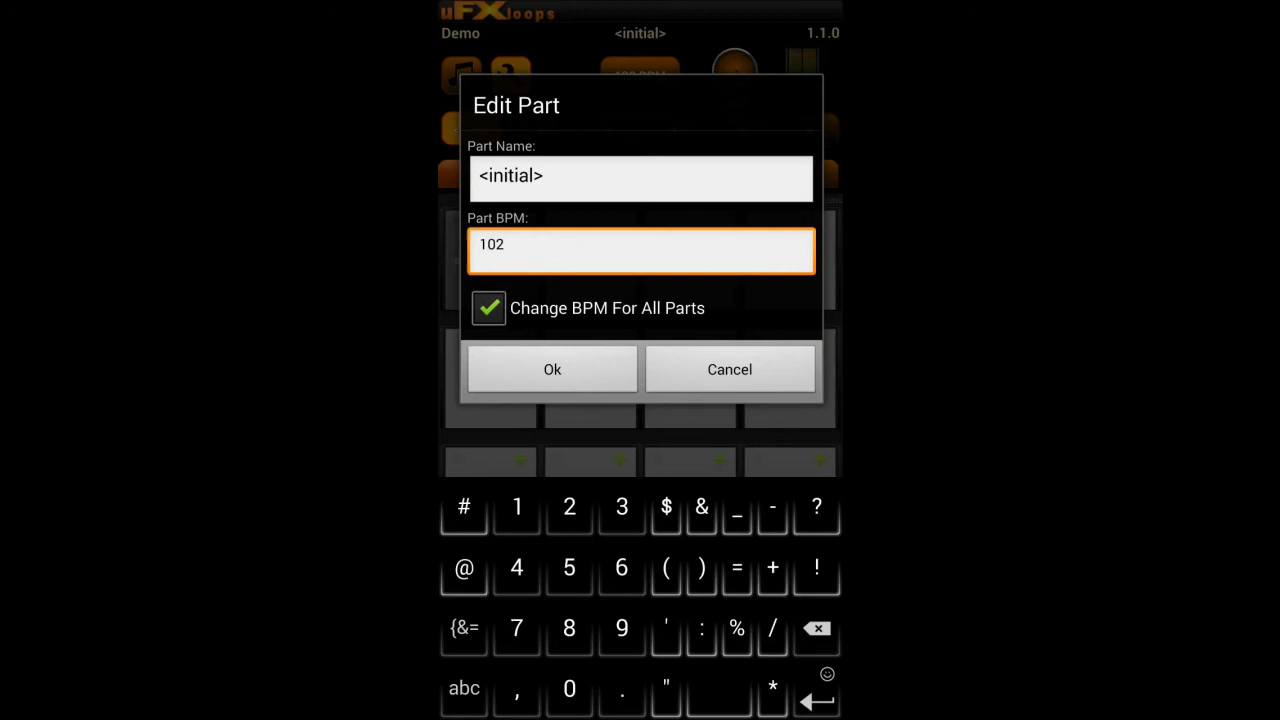 uFXloops
Demo <initial> 1.1.0
Edit Part
Part Name:
<initial>
Part BPM:
102
Change BPM For All Parts
Ok Cancel
# 1 2 3 $ & _ - ?
@ 4 5 6 ( ) = + !
{&= 7 8 9 ' : % /
abc , 0 . " *